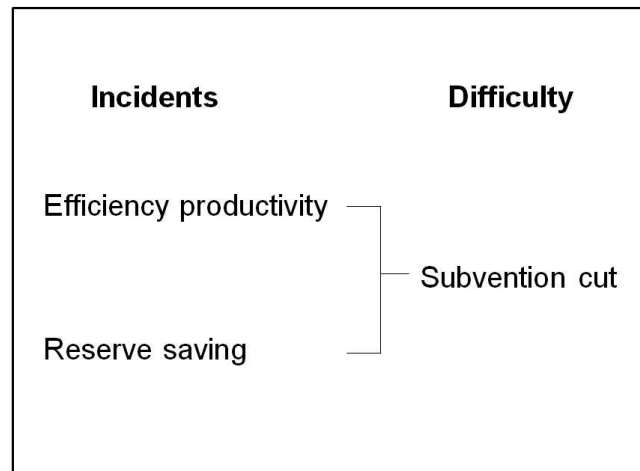 Incidents Difficulty
Efficiency productivity
Subvention cut
Reserve saving